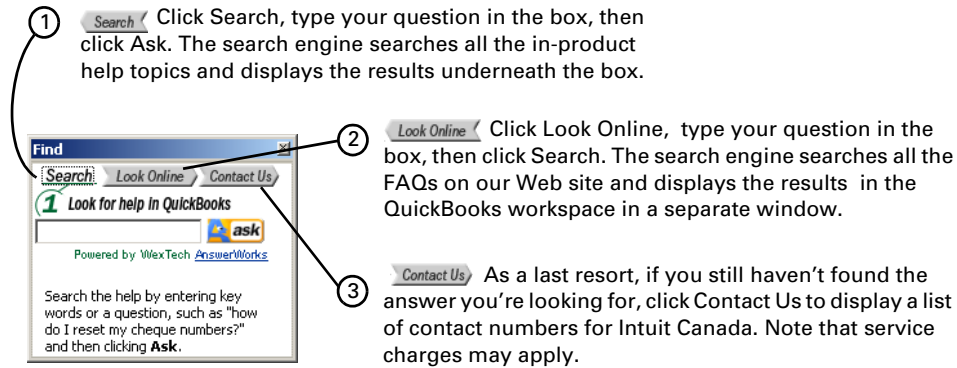 1 Search Click Search, type your question in the box, then
click Ask. The search engine searches all the in-product
help topics and displays the results underneath the box.
Find
Search Look Online Contact Us
1 Look for help in QuickBooks
ask
Powered by WexTech AnswerWorks
Search the help by entering key
words or a question, such as "how
do I reset my cheque numbers?"
and then clicking Ask.
2 Look Online Click Look Online, type your question in the
box, then click Search. The search engine searches all the
FAQs on our Web site and displays the results in the
QuickBooks workspace in a separate window.
3 Contact Us As a last resort, if you still haven’t found the
answer you’re looking for, click Contact Us to display a list
of contact numbers for Intuit Canada. Note that service
charges may apply.